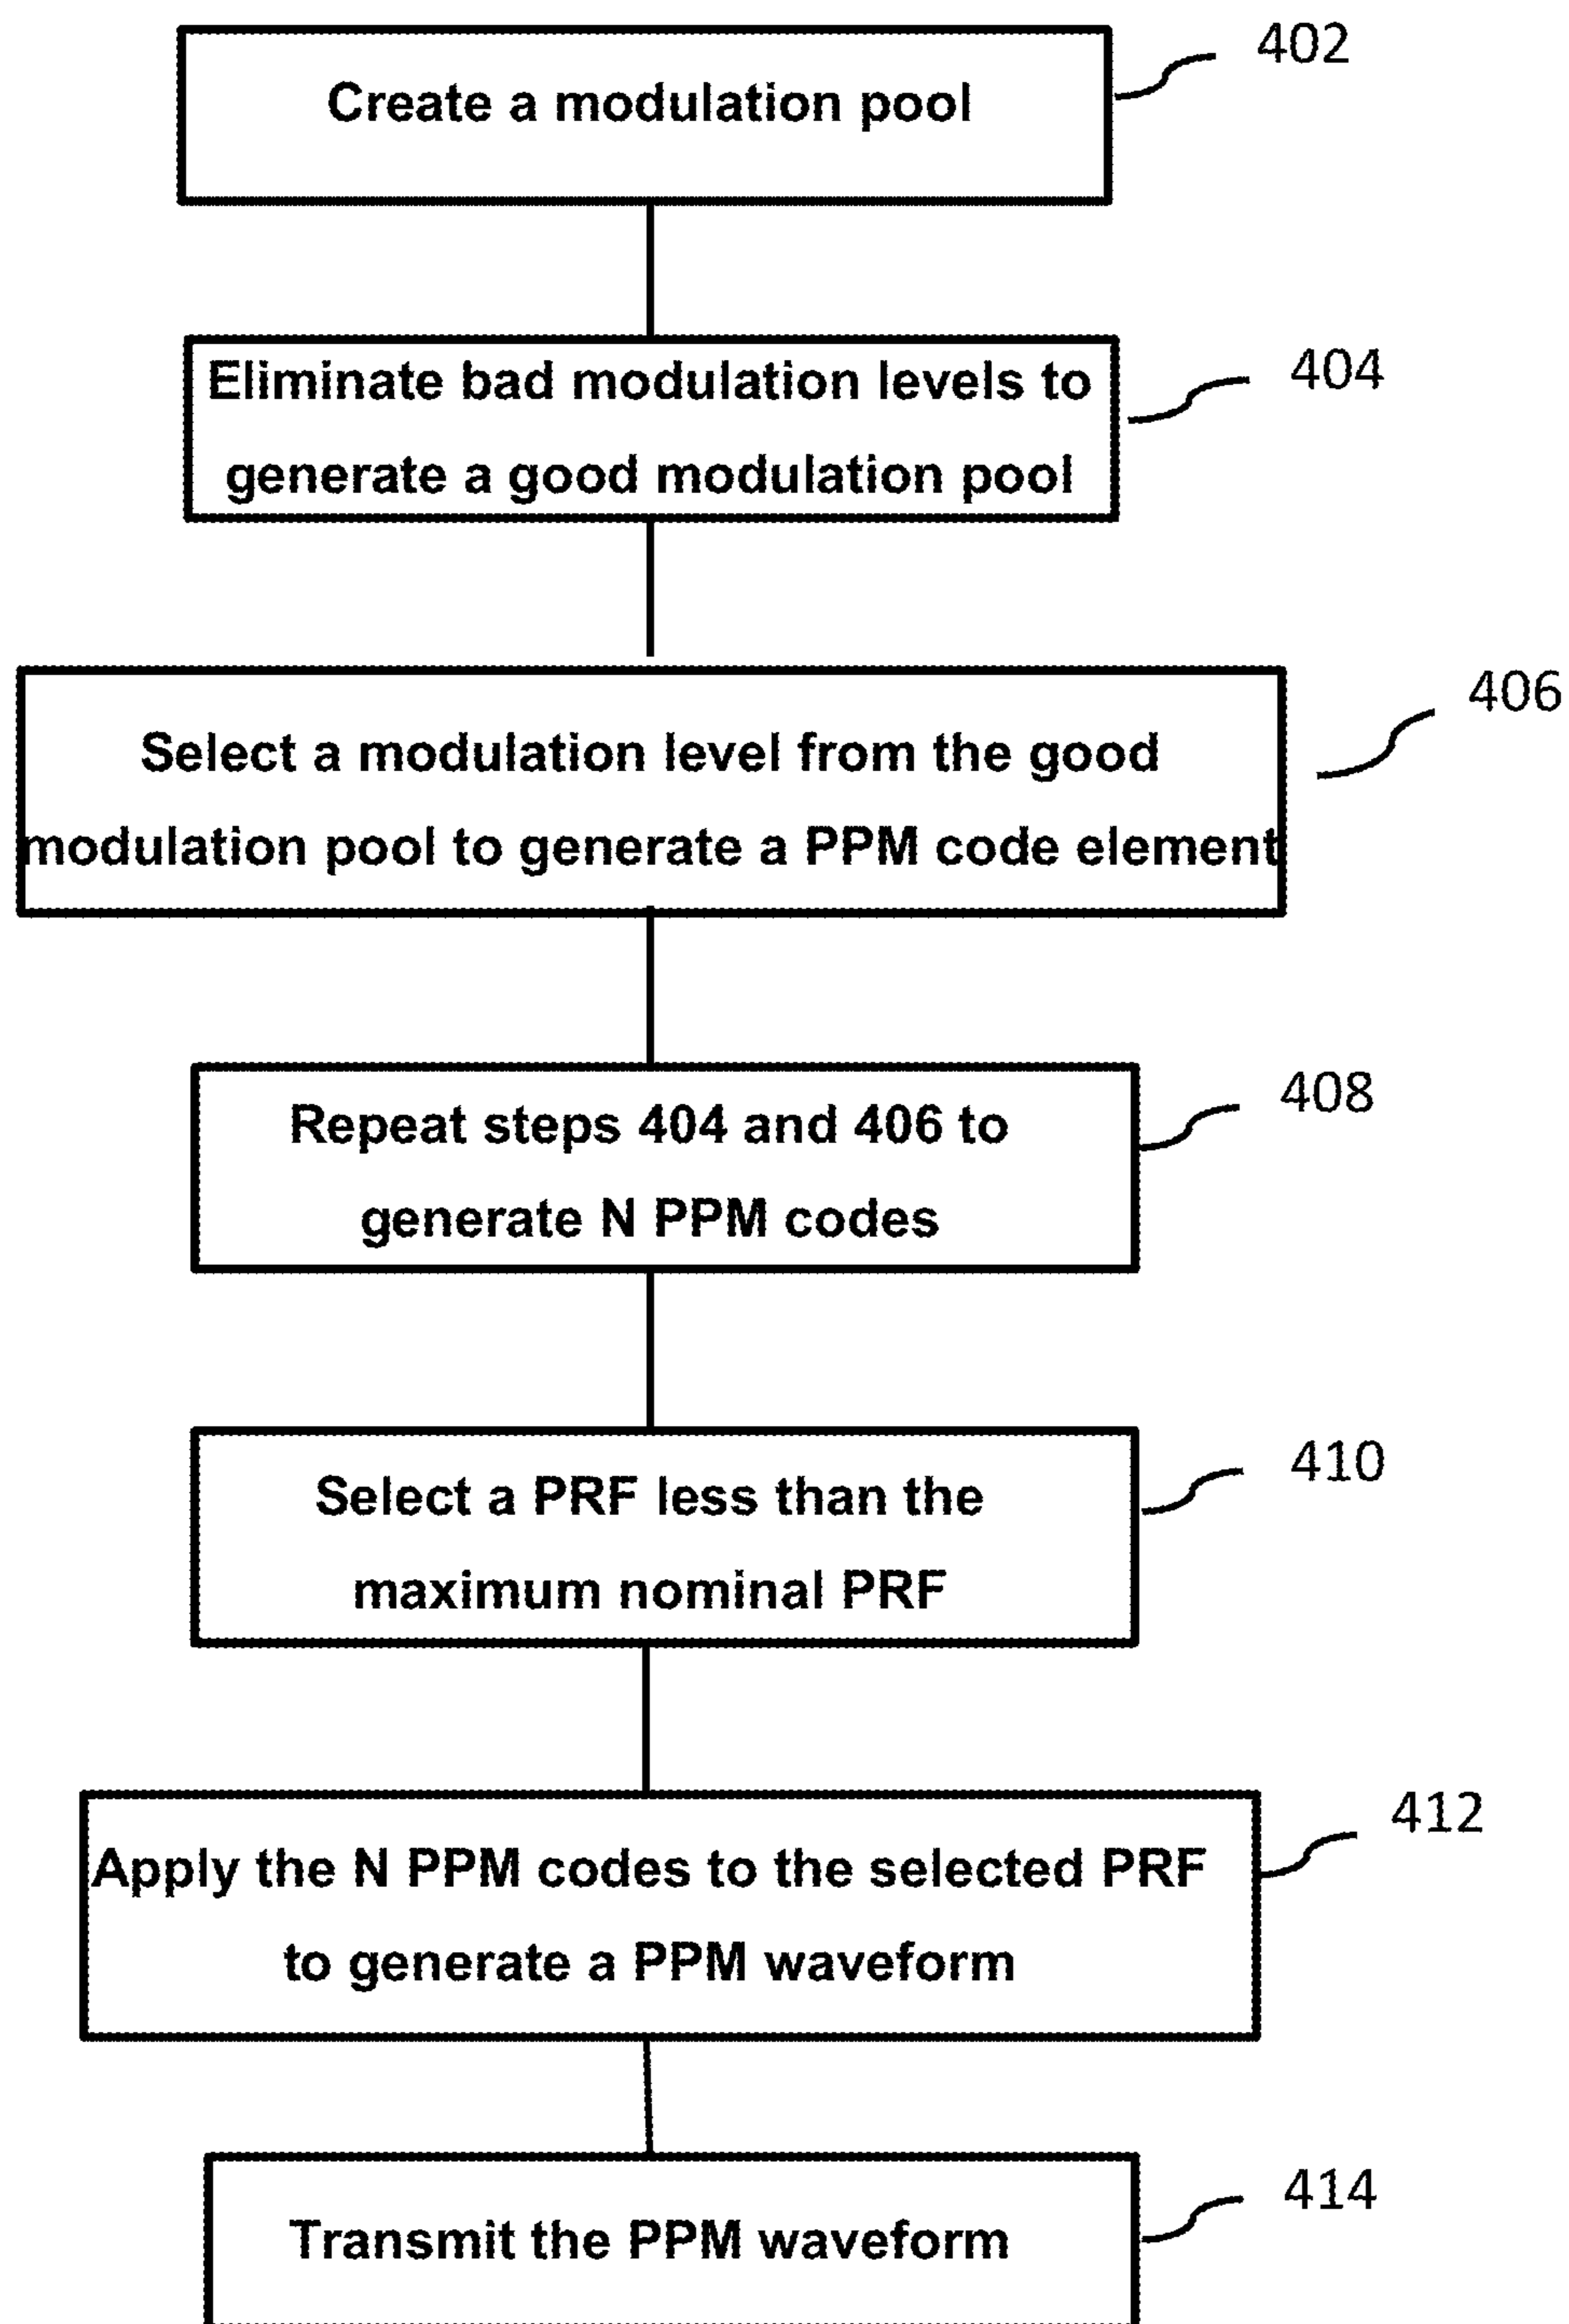 402
Create a modulation pool
404
Eliminate bad modulation levels to
generate a good modulation pool
406
Select a modulation level from the good
modulation pool to generate a PPM code element
408
Repeat steps 404 and 406 to
generate N PPM codes
410
Select a PRF less than the
maximum nominal PRF
412
Apply the N PPM codes to the selected PRF
to generate a PPM waveform
414
Transmit the PPM waveform